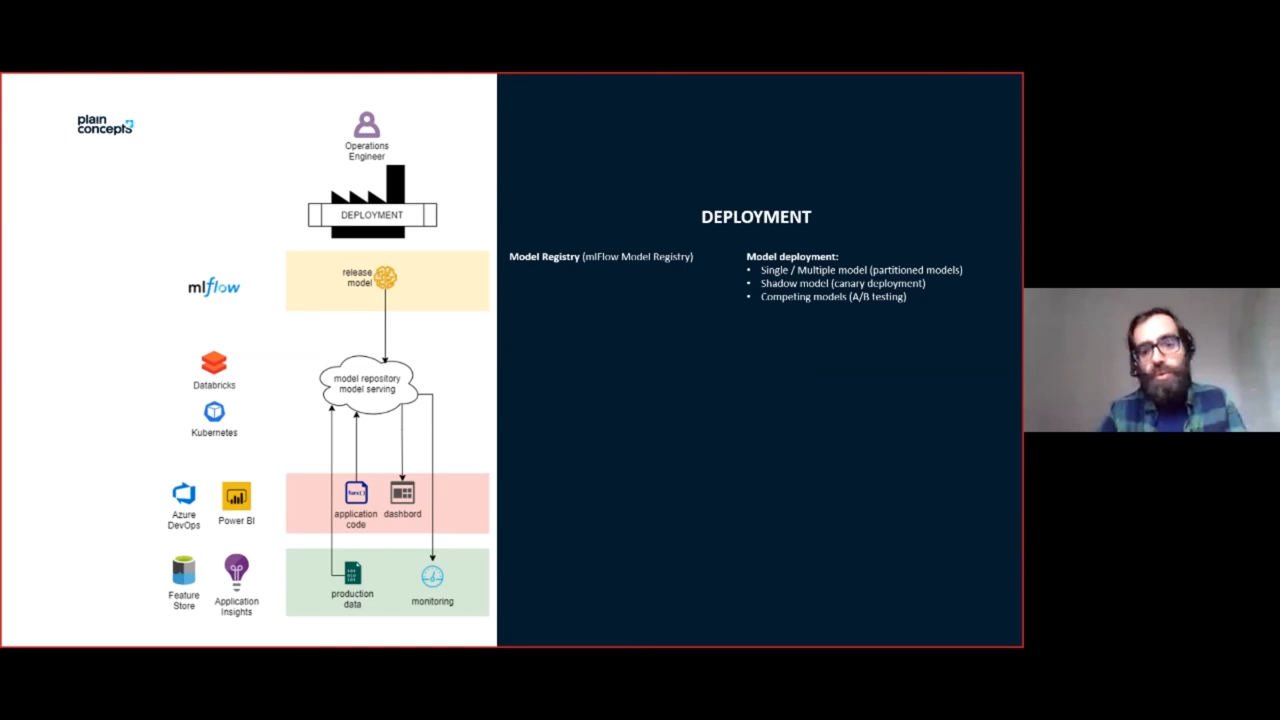 plain
concepts
Operations
Engineer
DEPLOYMENT
release
model
mlflow
Databricks
Kubernetes
model repository
model serving
Azure
DevOps
Power BI
func()
application
code
dashbord
Feature
Store
Application
Insights
production
data
monitoring
DEPLOYMENT
Model Registry (mlFlow Model Registry)
Model deployment:
• Single / Multiple model (partitioned models)
• Shadow model (canary deployment)
• Competing models (A/B testing)